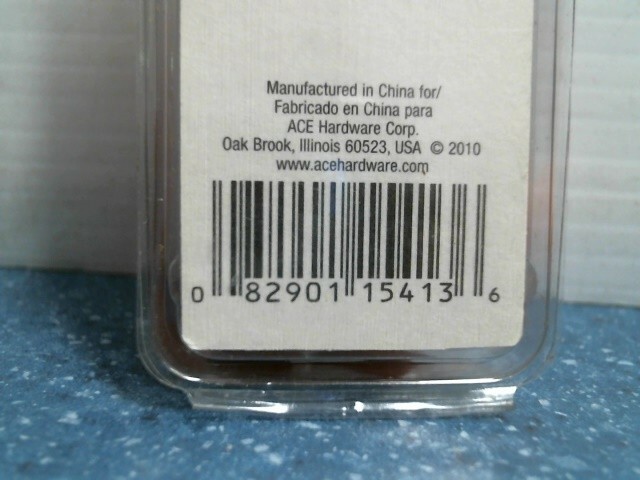 Manufactured in China for/
Fabricado en China para
ACE Hardware Corp.
Oak Brook, Illinois 60523, USA © 2010
www.acehardware.com
0 82901 15413 6